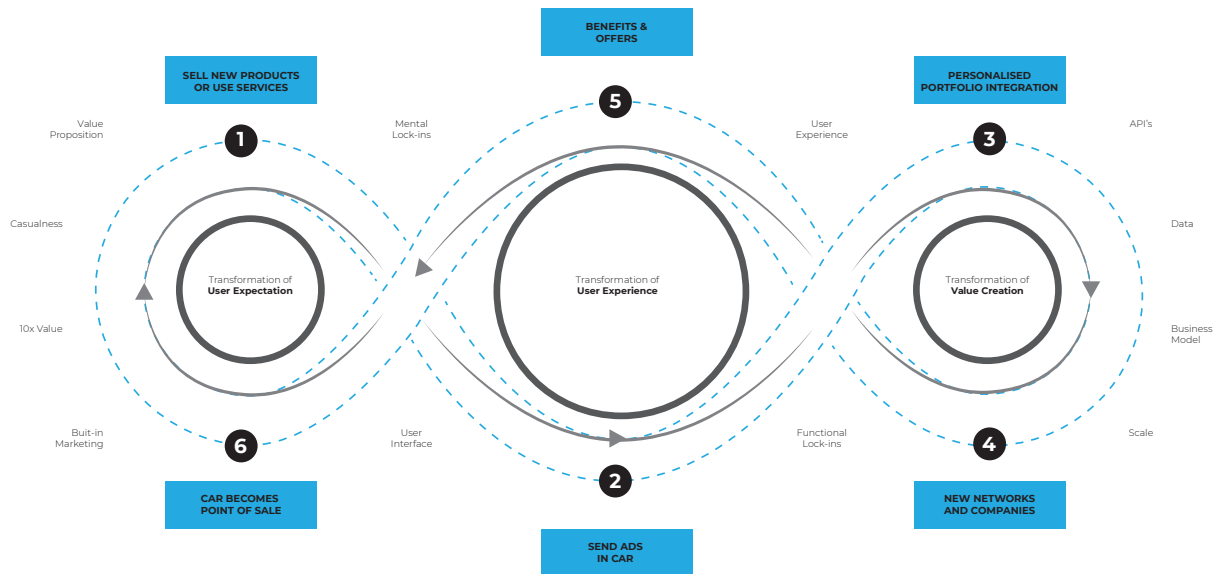 BENEFITS &
OFFERS
SELL NEW PRODUCTS
OR USE SERVICES
PERSONALISED
PORTFOLIO INTEGRATION
5
Value
Proposition
1
Mental
Lock-ins
User
Experience
3
API's
Casualness
Data
Transformation of
User Expectation
Transformation of
User Experience
Transformation of
Value Creation
10x Value
Business
Model
Buit-in
Marketing
6
User
Interface
2
Functional
Lock-ins
4
Scale
CAR BECOMES
POINT OF SALE
NEW NETWORKS
AND COMPANIES
SEND ADS
IN CAR